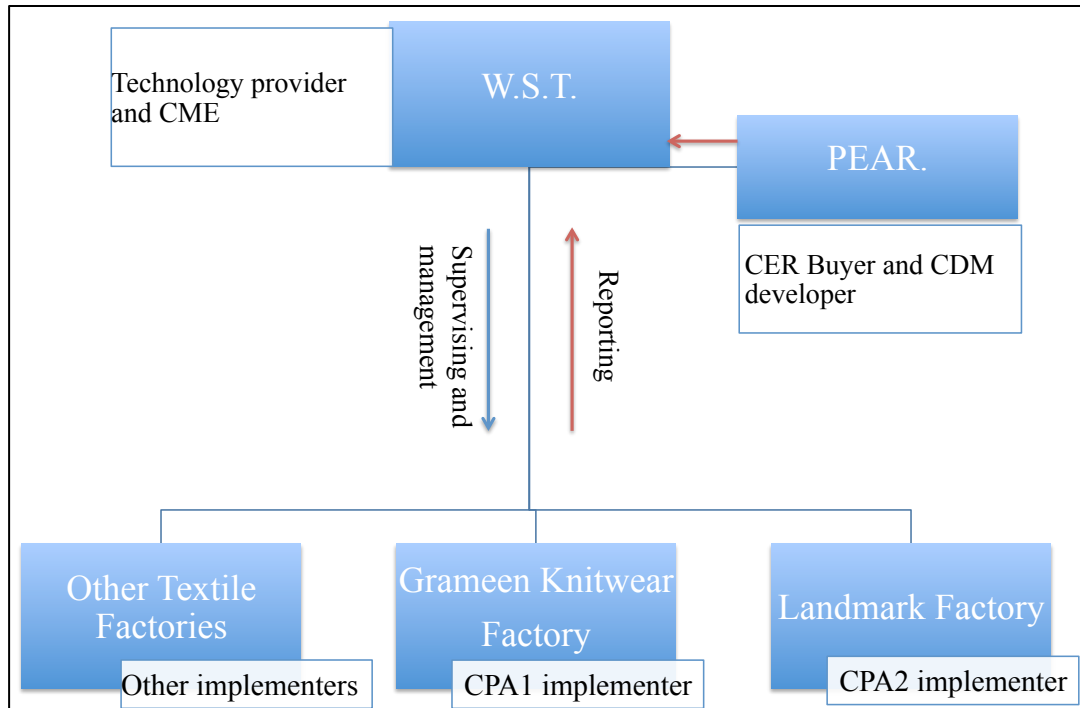 Technology provider
and CME
W.S.T.
PEAR.
CER Buyer and CDM
developer
Supervising and
management
Reporting
Other Textile
Factories
Other implementers
Grameen Knitwear
Factory
CPA1 implementer
Landmark Factory
CPA2 implementer